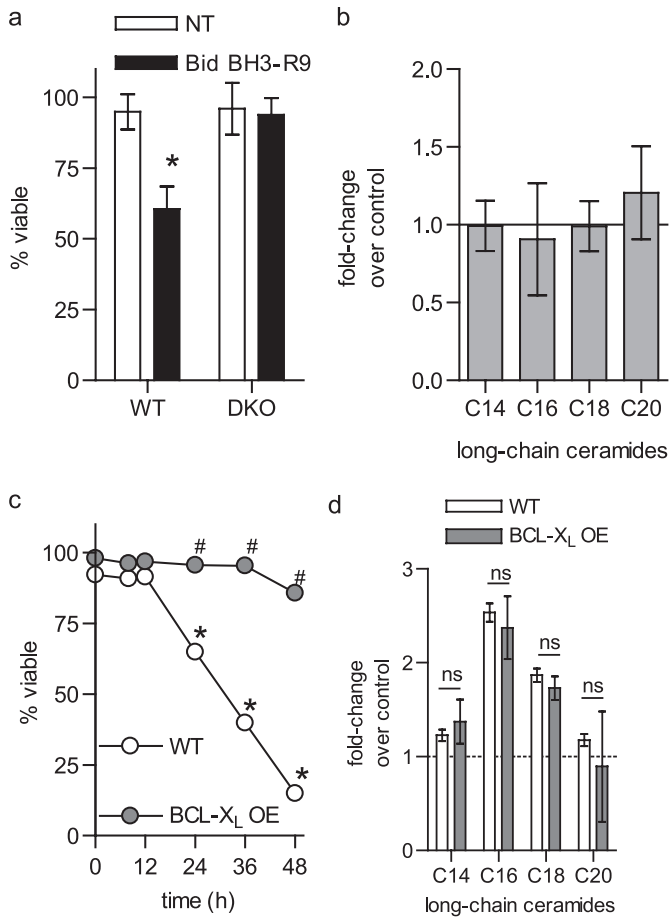 a
NT
Bid BH3-R9
100
75
50
25
0
% viable
*
WT DKO
b
2.0
1.5
1.0
0.5
0.0
fold-change
over control
C14 C16 C18 C20
long-chain ceramides
c
100
75
50
25
0
% viable
# # #
* * *
WT
BCL-XL OE
0 12 24 36 48
time (h)
d
WT
BCL-XL OE
3
2
1
0
fold-change
over control
ns ns ns ns
C14 C16 C18 C20
long-chain ceramides